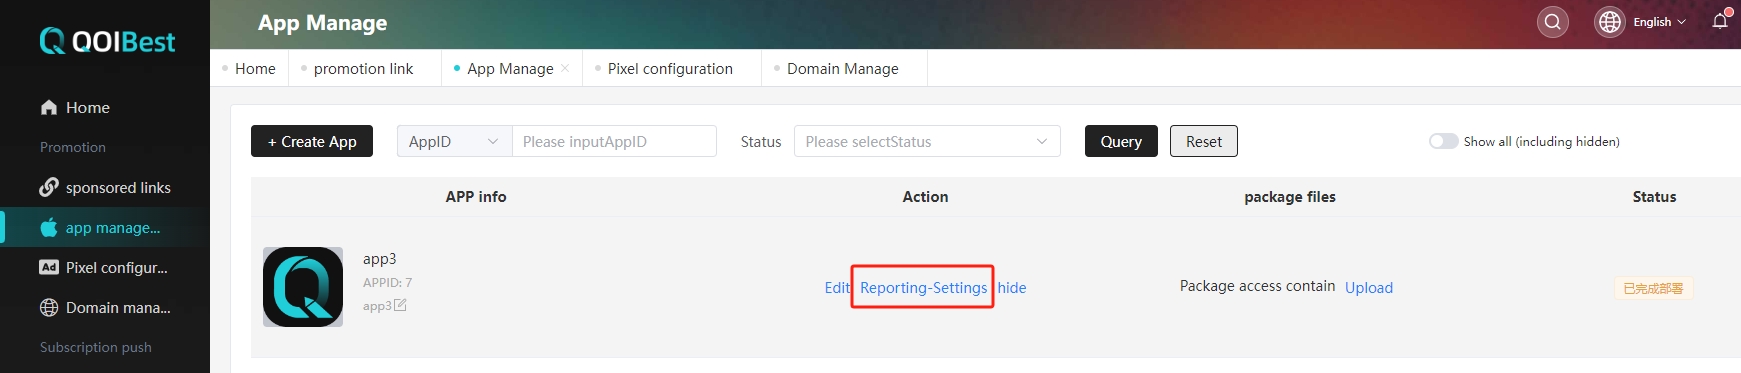 QOIBest
App Manage
English
Home
promotion link
App Manage
Pixel configuration
Domain Manage
Home
Promotion
sponsored links
app manage...
Ad
Pixel configur...
Domain mana...
Subscription push
+ Create App
AppID
Please inputAppID
Status
Please selectStatus
Query
Reset
Show all (including hidden)
APP info
Action
package files
Status
app3
APPID: 7
app3
Edit
Reporting-Settings
hide
Package access contain
Upload
已完成部署